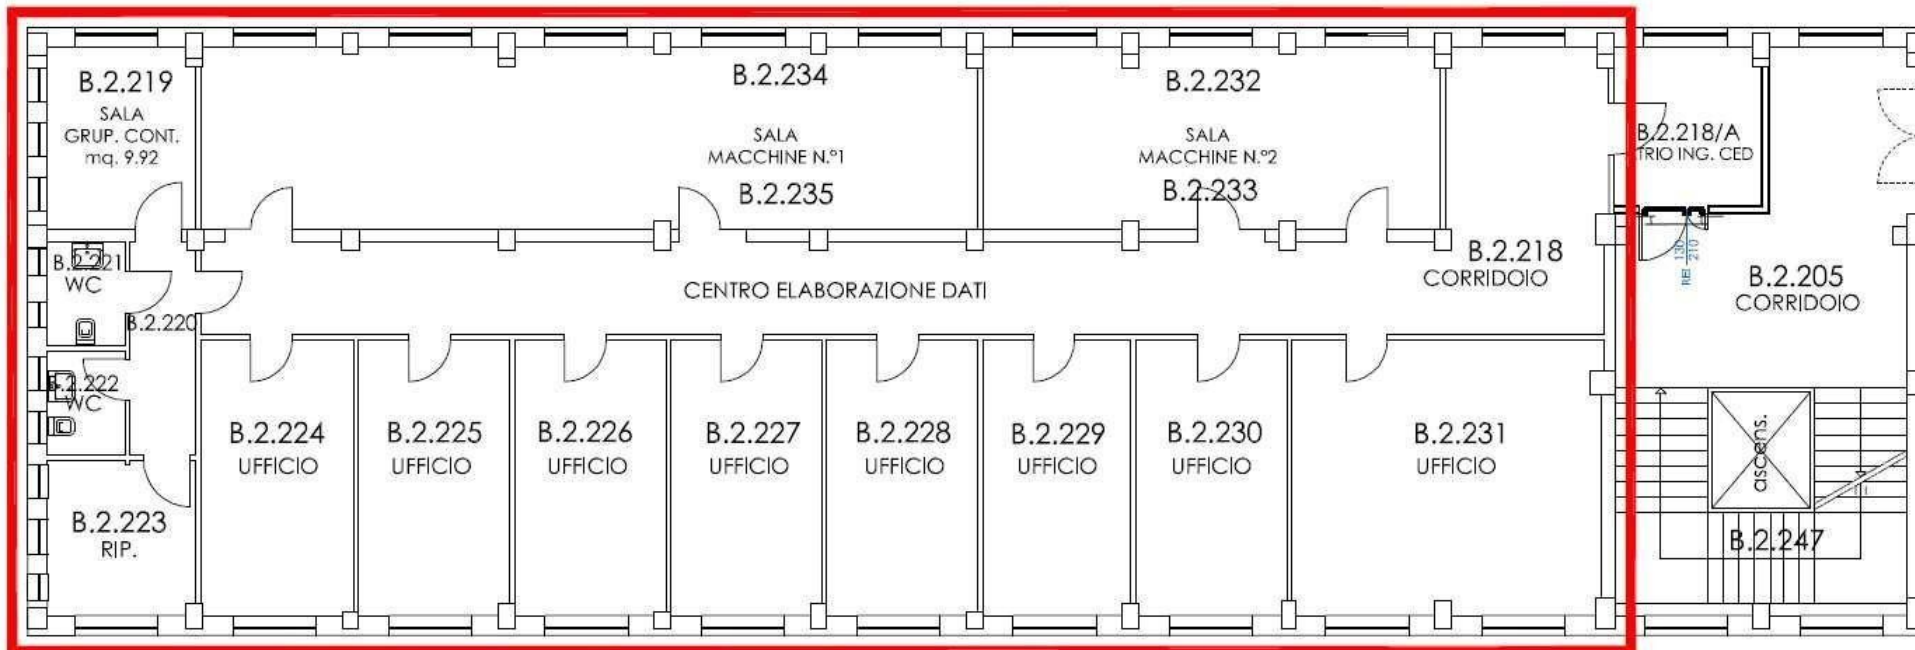 B.2.219
SALA
GRUP. CONT.
mq. 9.92
B.2.234
SALA
MACCHINE N.°1
B.2.235
B.2.232
SALA
MACCHINE N.°2
B.2.233
B.2.218/A
TRIO ING. CED
B.2.221
WC
B.2.220
B.2.222
WC
CENTRO ELABORAZIONE DATI
B.2.218
CORRIDOIO
REI 130
210
B.2.205
CORRIDOIO
B.2.223
RIP.
B.2.224
UFFICIO
B.2.225
UFFICIO
B.2.226
UFFICIO
B.2.227
UFFICIO
B.2.228
UFFICIO
B.2.229
UFFICIO
B.2.230
UFFICIO
B.2.231
UFFICIO
ascens.
B.2.247